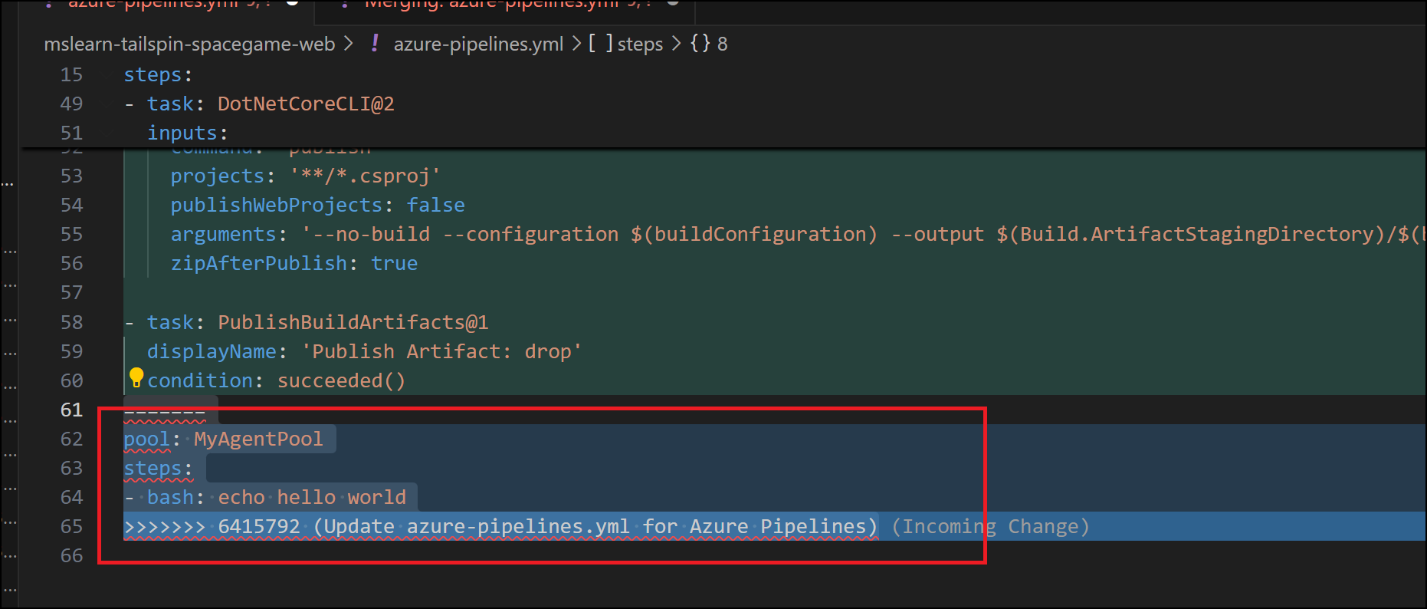 ! azure-pipelines.yml 9, ! ● ! Merging: azure-pipelines.yml 9, ! ●
mslearn-tailspin-spacegame-web > ! azure-pipelines.yml > [ ] steps > {} 8
15 steps:
49 - task: DotNetCoreCLI@2
51 inputs:
52 command: 'publish'
53 projects: '**/*.csproj'
54 publishWebProjects: false
55 arguments: '--no-build --configuration $(buildConfiguration) --output $(Build.ArtifactStagingDirectory)/$(b
56 zipAfterPublish: true
57
58 - task: PublishBuildArtifacts@1
59 displayName: 'Publish Artifact: drop'
60 condition: succeeded()
61 =======
62 pool: MyAgentPool
63 steps:
64 - bash: echo hello world
65 >>>>>>> 6415792 (Update azure-pipelines.yml for Azure Pipelines) (Incoming Change)
66